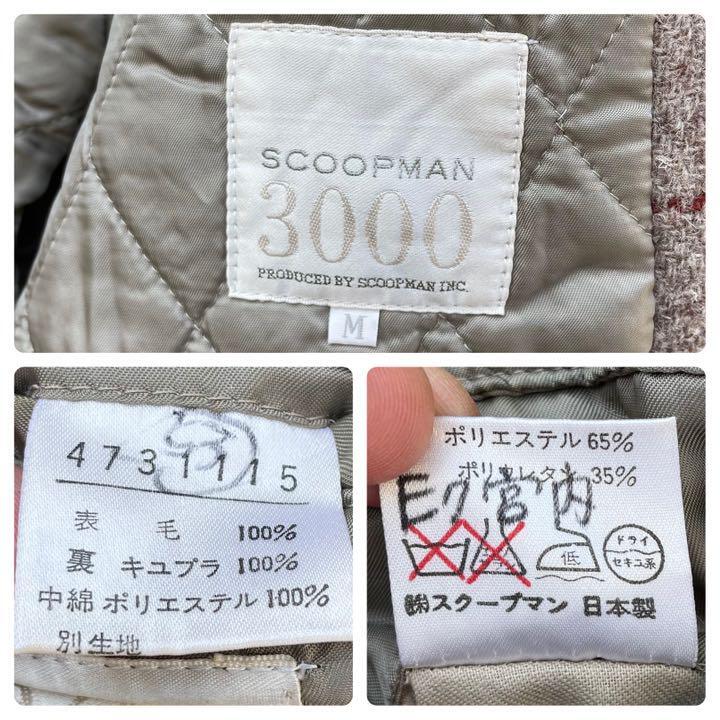 SCOOPMAN
3000
PRODUCED BY SCOOPMAN INC.
M
4731115
表 毛 100%
裏 キユプラ 100%
中綿 ポリエステル 100%
別生地
ポリエステル 65%
ポリウレタン 35%
宮内
低
ドライ
セキユ系
㈱スクープマン 日本製